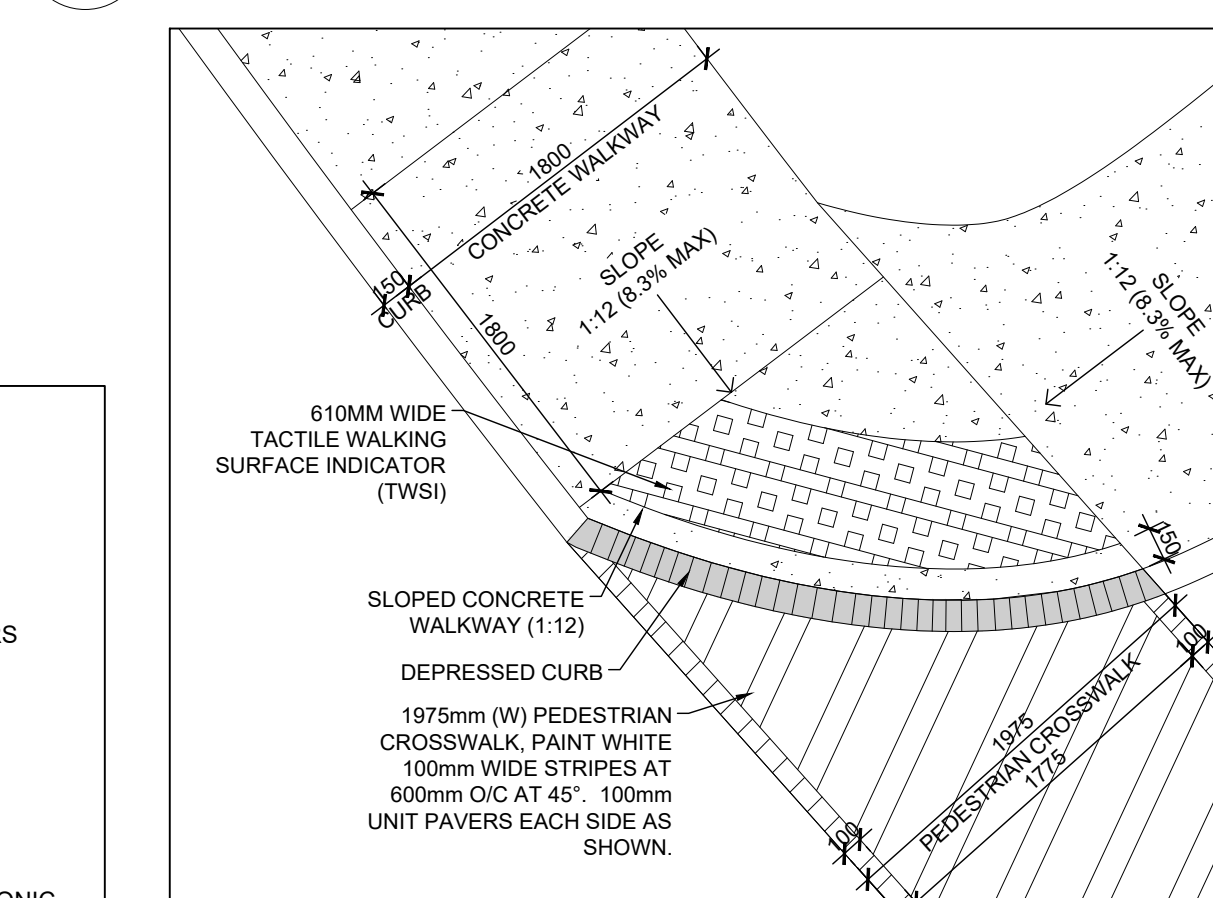 1800
CONCRETE WALKWAY
150
CURB
1800
SLOPE
1:12 (8.3% MAX)
SLOPE
1:12 (8.3% MAX)
610MM WIDE
TACTILE WALKING
SURFACE INDICATOR
(TWSI)
150
SLOPED CONCRETE
WALKWAY (1:12)
DEPRESSED CURB
1975mm (W) PEDESTRIAN
CROSSWALK, PAINT WHITE
100mm WIDE STRIPES AT
600mm O/C AT 45°. 100mm
UNIT PAVERS EACH SIDE AS
SHOWN.
100
1975
PEDESTRIAN CROSSWALK
1775
100